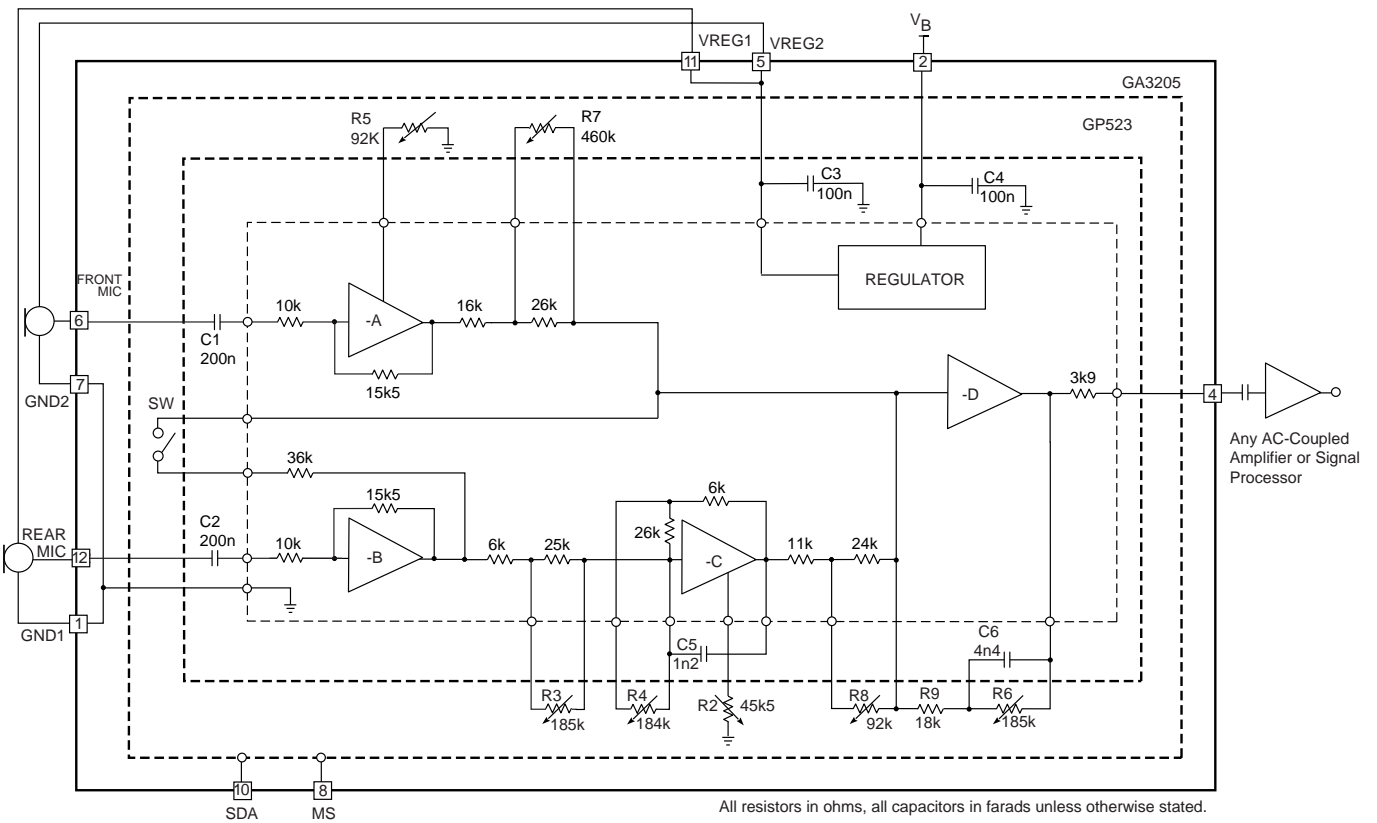 VB
VREG1
VREG2
11
5
2
GA3205
GP523
R5
92K
R7
460k
C3
100n
C4
100n
REGULATOR
FRONT
MIC
6
C1
200n
10k
-A
15k5
16k
26k
7
GND2
SW
-D
3k9
4
Any AC-Coupled
Amplifier or Signal
Processor
36k
15k5
REAR
MIC
12
C2
200n
10k
-B
6k
25k
26k
6k
-C
11k
24k
1
GND1
C5
1n2
C6
4n4
R3
185k
R4
184k
R2
45k5
R8
92k
R9
18k
R6
185k
10
SDA
8
MS
All resistors in ohms, all capacitors in farads unless otherwise stated.